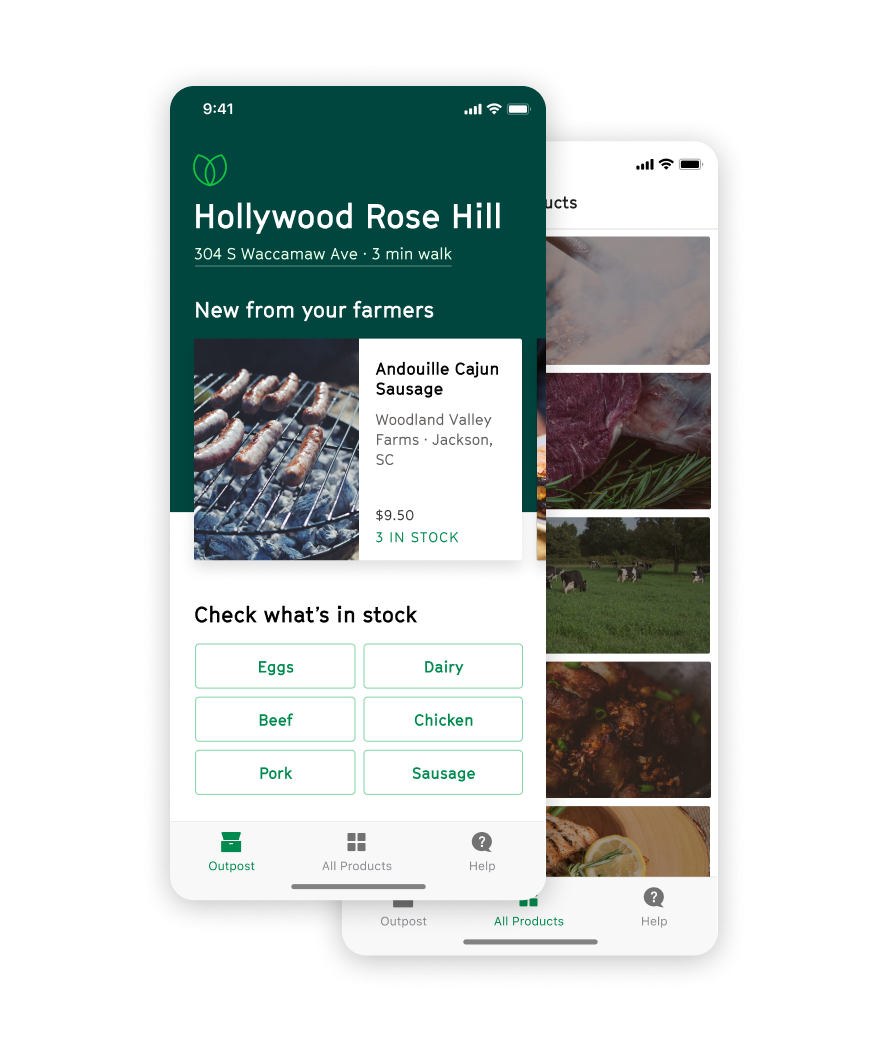 9:41
Hollywood Rose Hill
304 S Waccamaw Ave · 3 min walk
New from your farmers
Andouille Cajun
Sausage
Woodland Valley
Farms · Jackson,
SC
$9.50
3 IN STOCK
Check what’s in stock
Eggs
Dairy
Beef
Chicken
Pork
Sausage
Outpost
All Products
Help
ucts
Outpost
All Products
Help